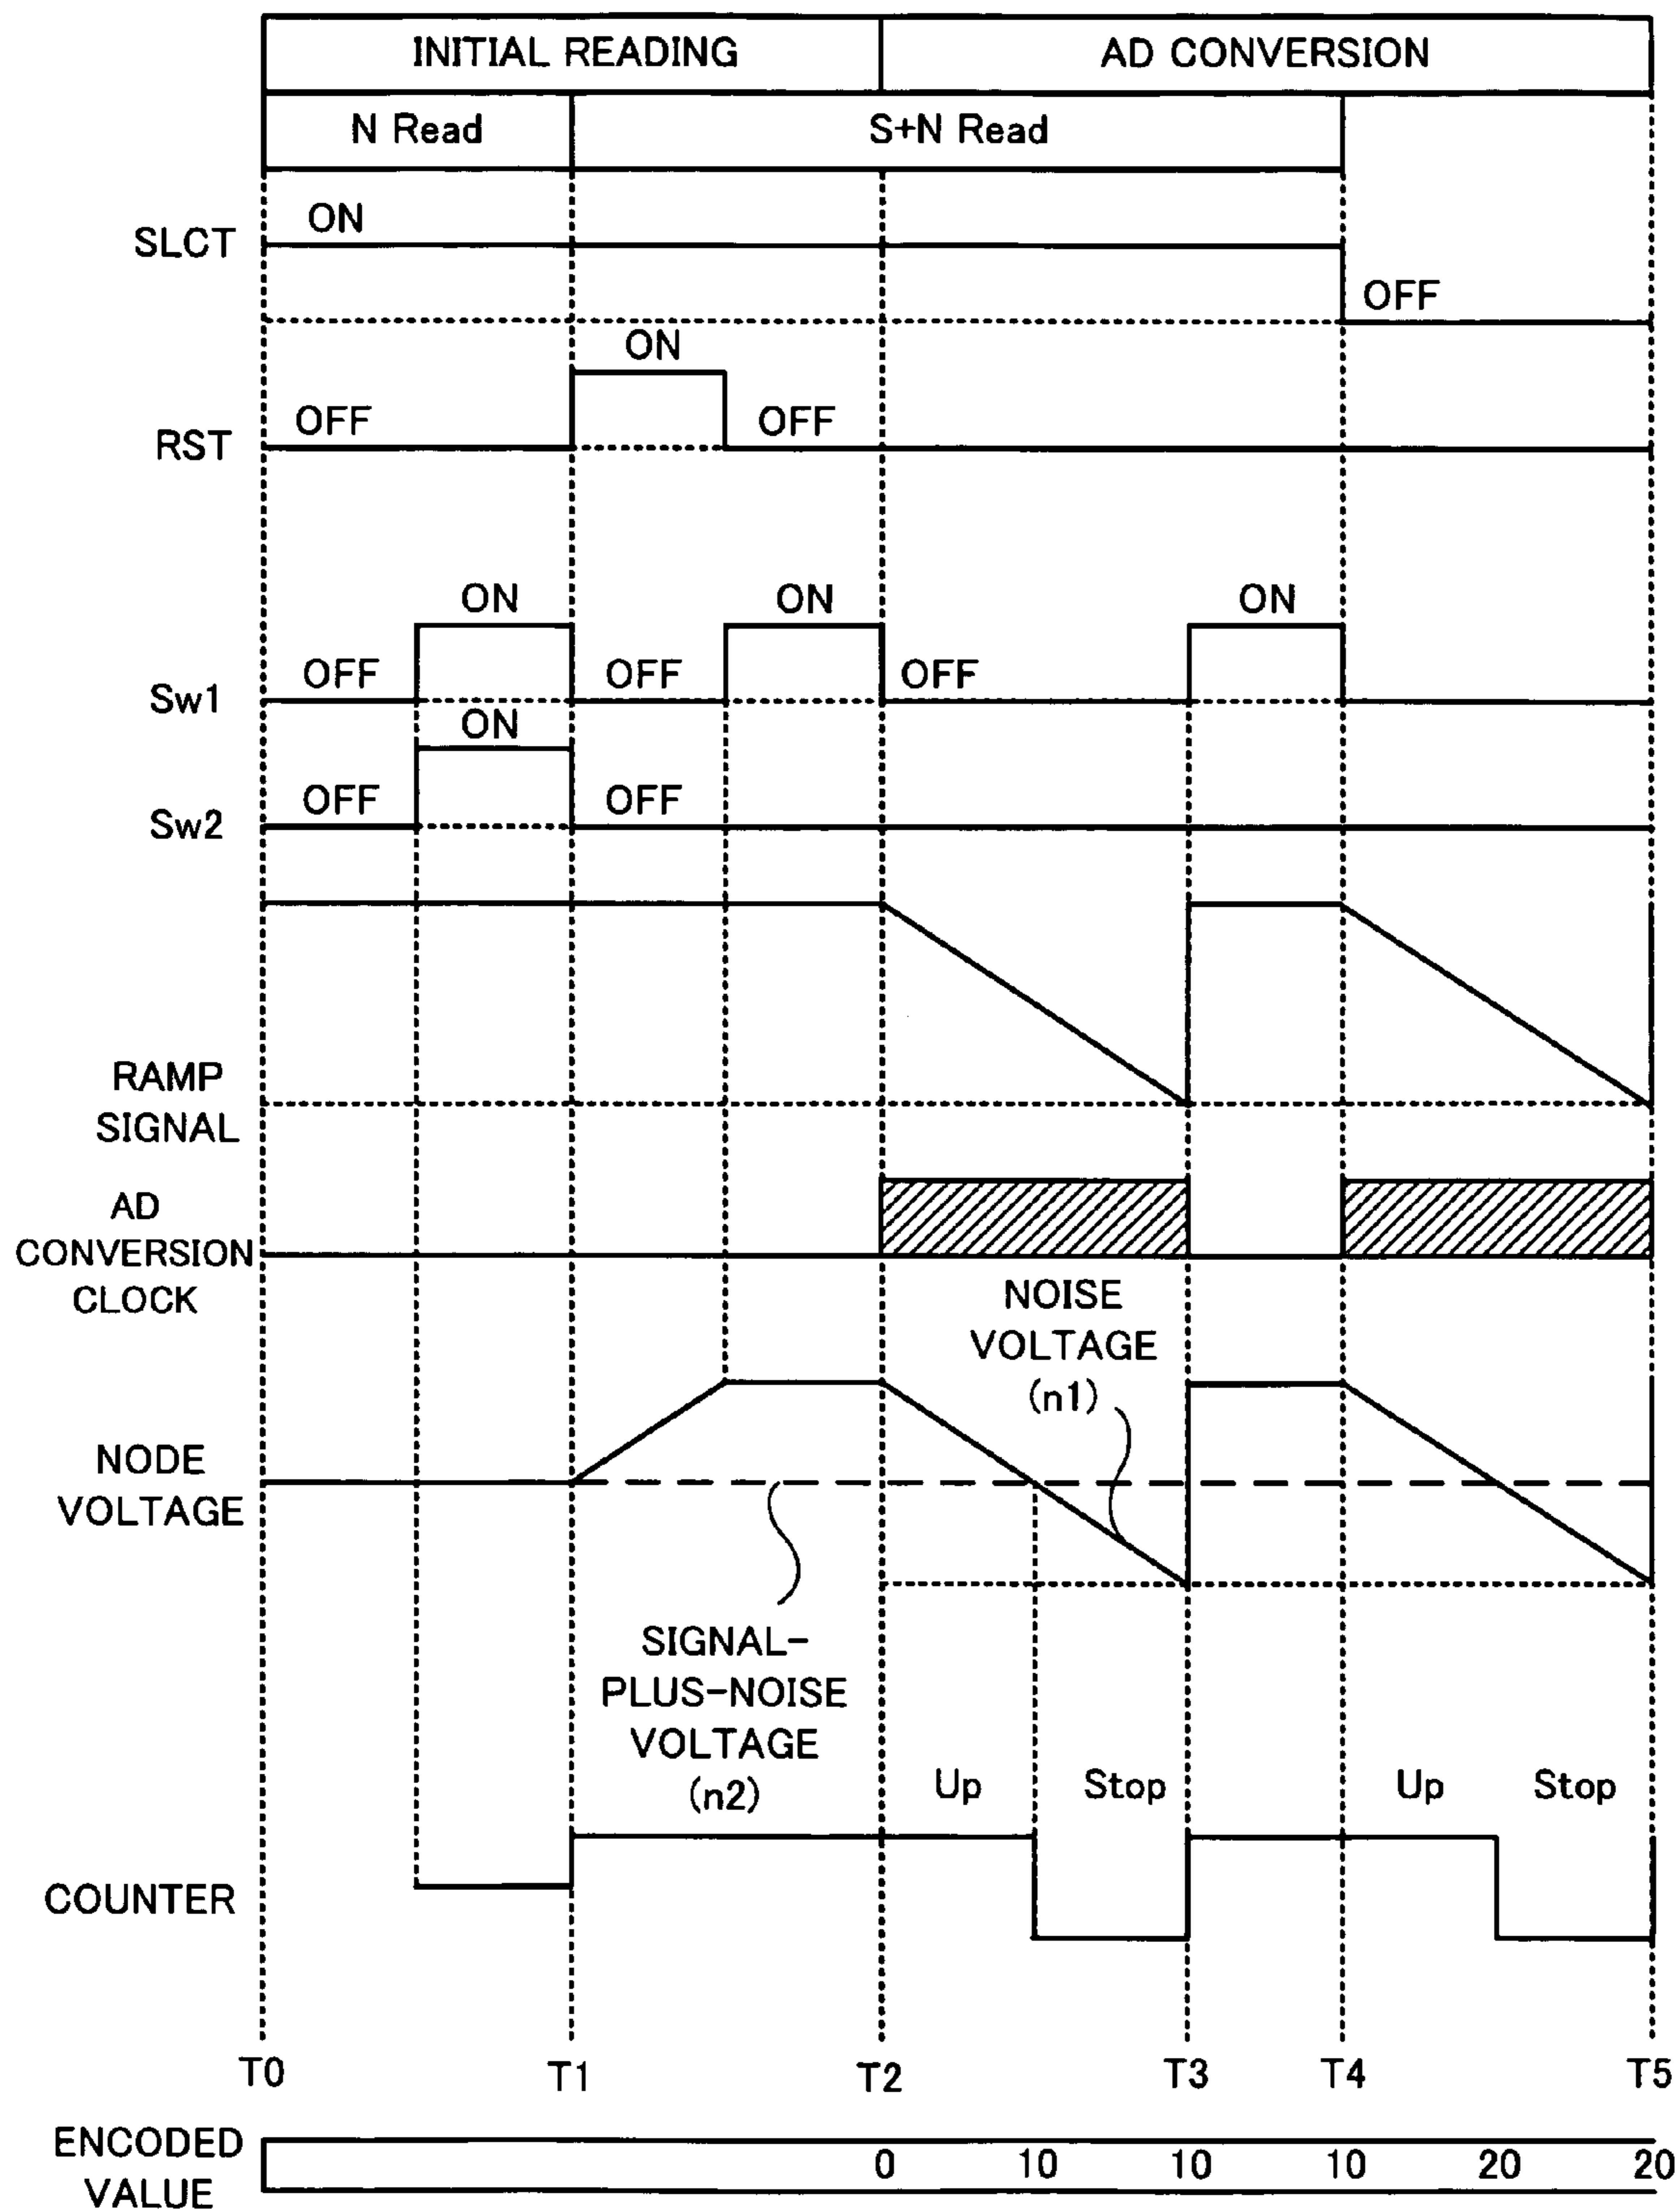 INITIAL READING AD CONVERSION
N Read S+N Read
SLCT ON OFF
RST OFF ON OFF
Sw1 OFF ON OFF ON OFF ON
Sw2 OFF ON OFF
RAMP
SIGNAL
AD
CONVERSION
CLOCK
NOISE
VOLTAGE
(n1)
NODE
VOLTAGE
SIGNAL-
PLUS-NOISE
VOLTAGE
(n2)
Up Stop Up Stop
COUNTER
T0 T1 T2 T3 T4 T5
ENCODED
VALUE
0 10 10 10 20 20